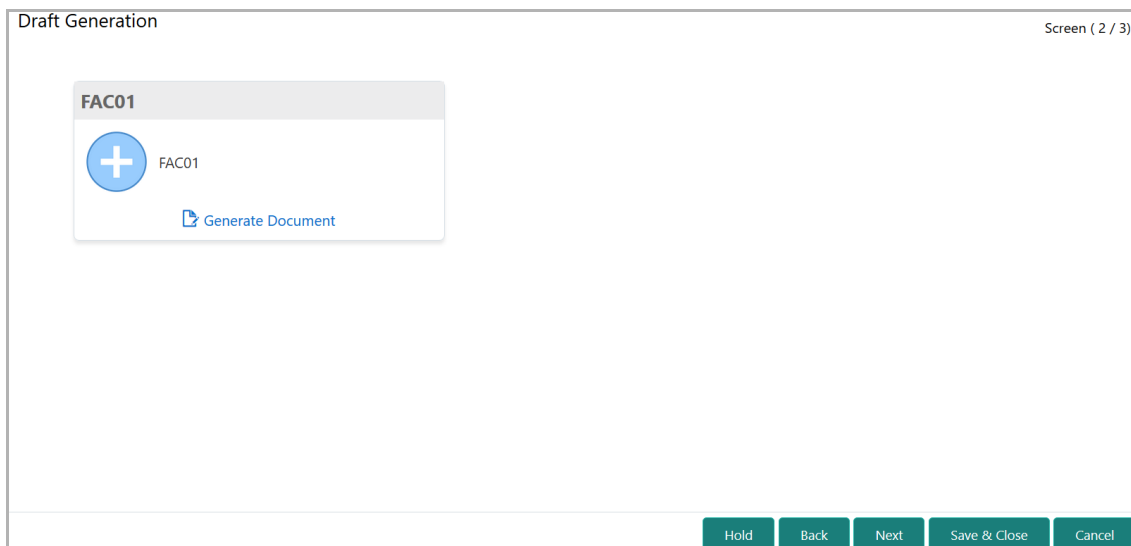 Draft Generation
Screen ( 2 / 3)
FAC01
FAC01
Generate Document
Hold Back Next Save & Close Cancel